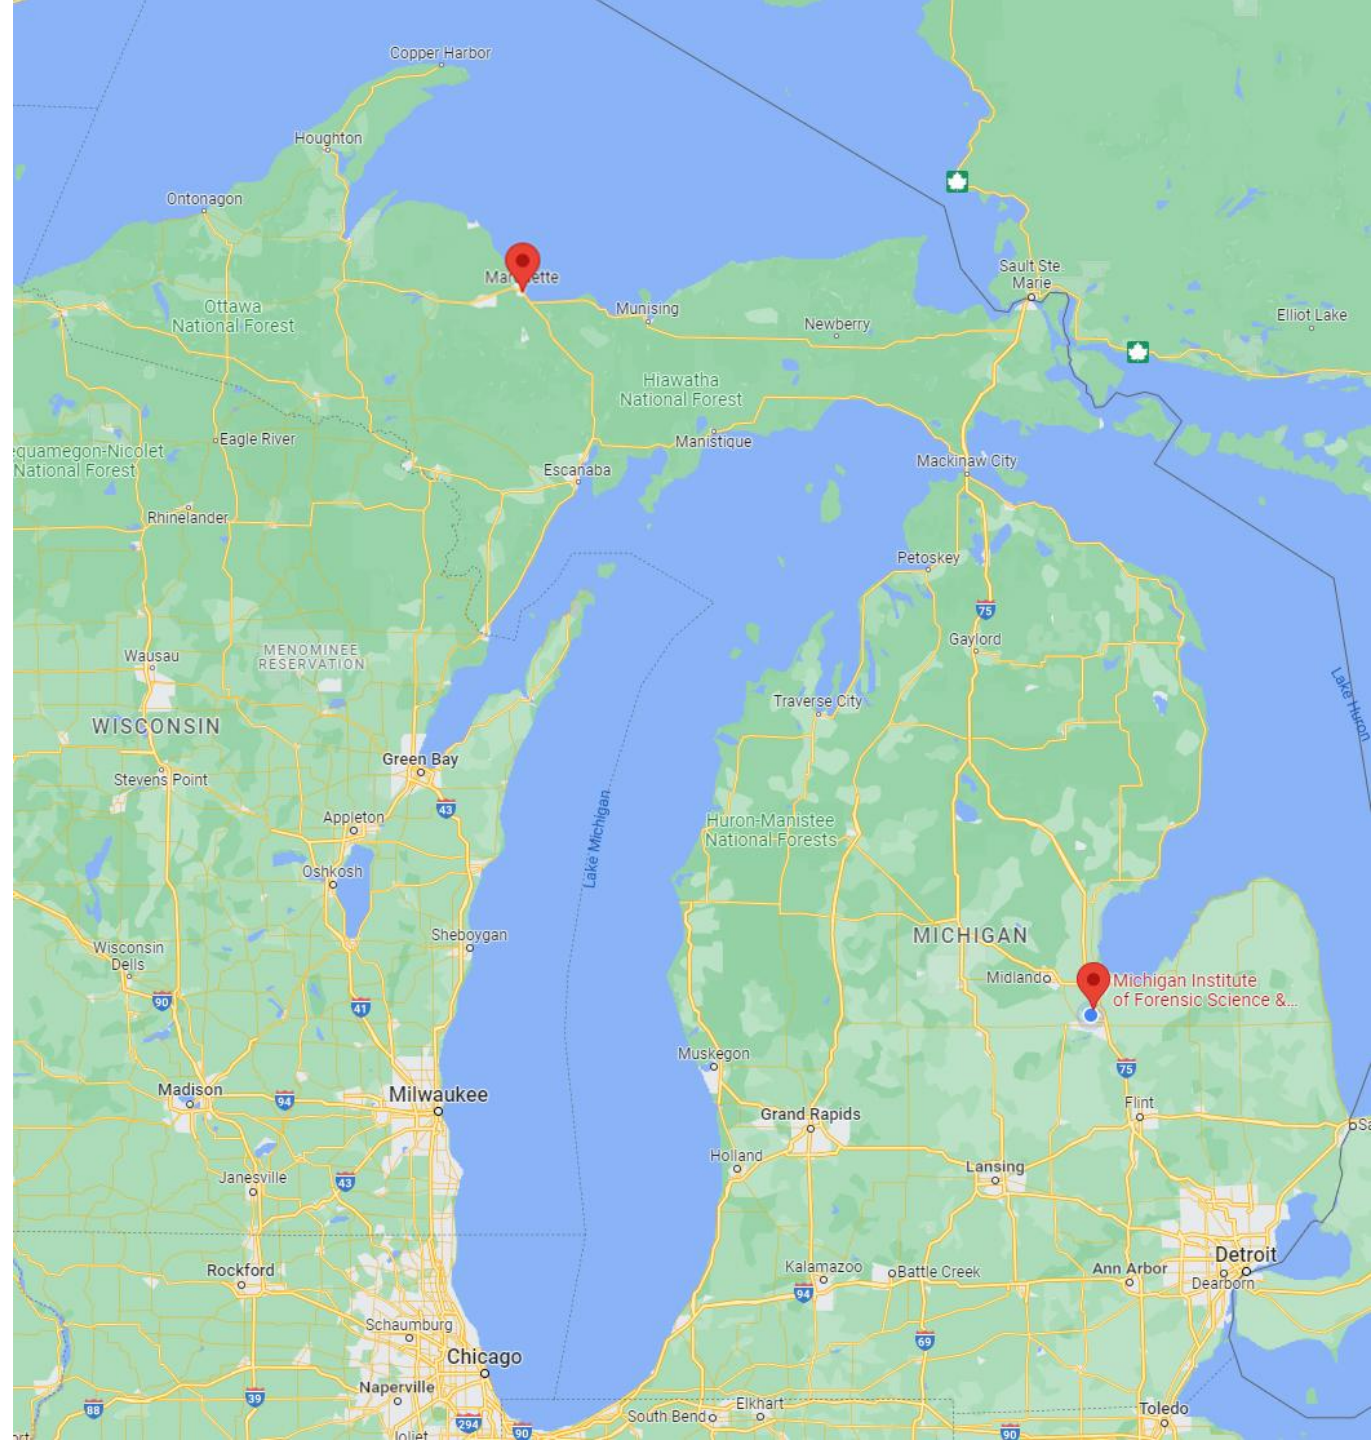 Copper Harbor
Houghton
Ontonagon
Sault Ste.
Marie
Munising
Elliot Lake
Newberry
Ottawa
National Forest
Hiawatha
National Forest
Eagle River
Manistique
equamegon-Nicolet
National Forest
Mackinaw City
Escanaba
Rhinelander
Petoskey
75
Gaylord
Wausau
MENOMINEE
RESERVATION
Lake Huron
Traverse City
WISCONSIN
Green Bay
Stevens Point
43
Appleton
Lake Michigan
Huron-Manistee
National Forests
Oshkosh
Sheboygan
MICHIGAN
Wisconsin
Dells
Midland
Michigan Institute
of Forensic Science &...
90
41
Muskegon
75
Madison
94
Milwaukee
Flint
Grand Rapids
Sa
Holland
Lansing
Janesville
43
Detroit
Rockford
Kalamazoo
Battle Creek
Ann Arbor
Dearborn
94
Schaumburg
69
Chicago
Naperville
39
88
Elkhart
Toledo
South Bend
294
90
90
Joliet